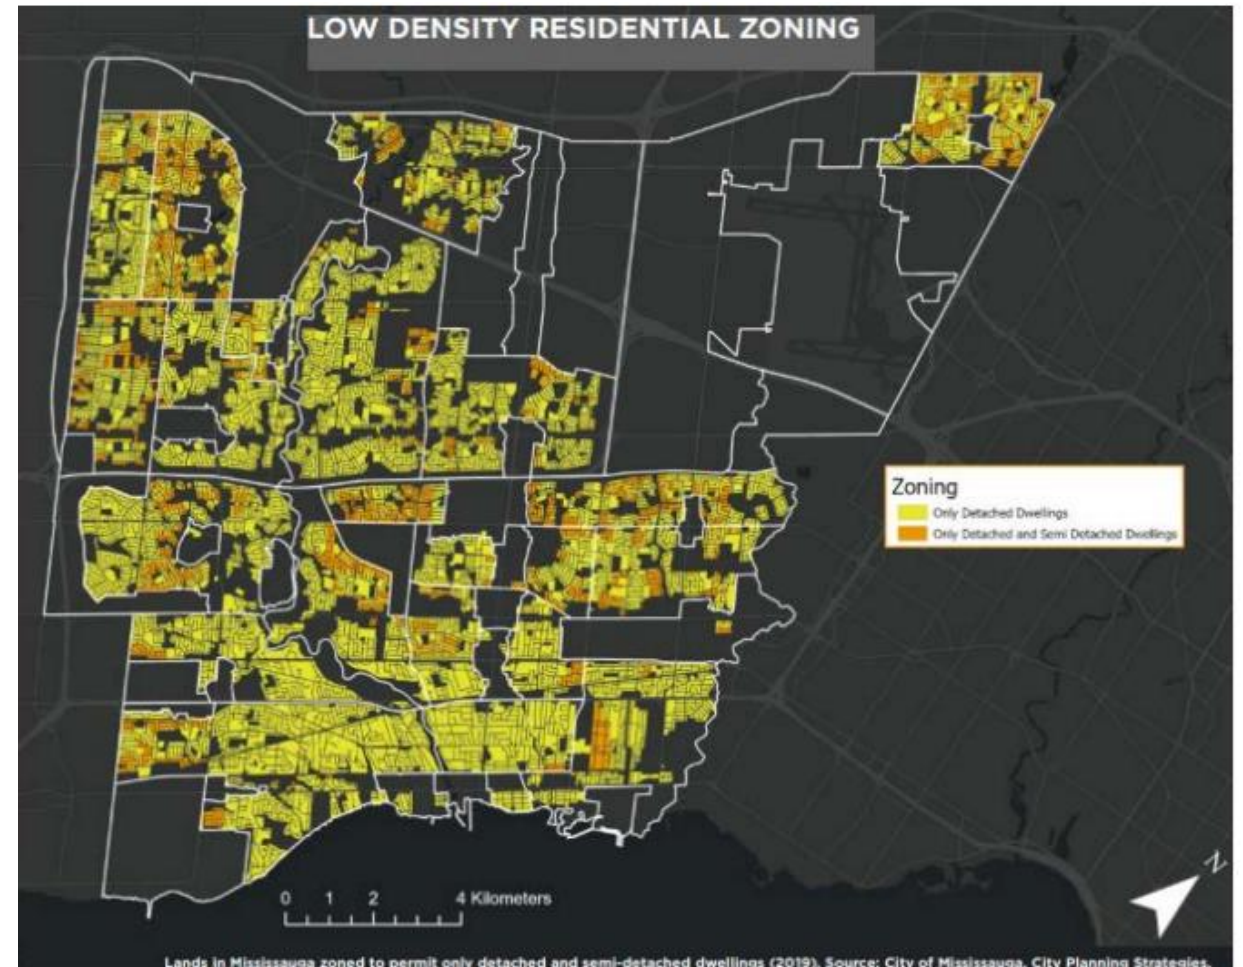 LOW DENSITY RESIDENTIAL ZONING
Zoning
Only Detached Dwellings
Only Detached and Semi Detached Dwellings
N
0 1 2 4 Kilometers
Lands in Mississauga zoned to permit only detached and semi-detached dwellings (2019). Source: City of Mississauga, City Planning Strategies,